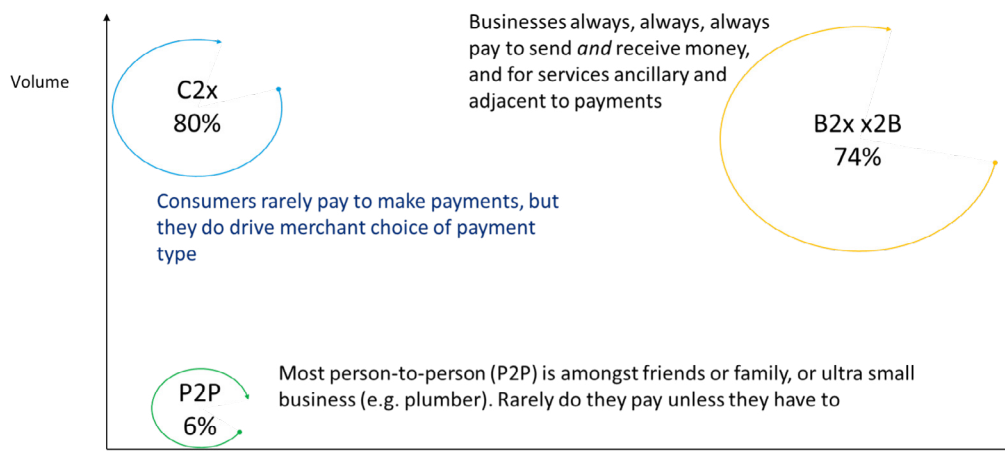 Volume
C2x
80%
Consumers rarely pay to make payments, but
they do drive merchant choice of payment
type
Businesses always, always, always
pay to send and receive money,
and for services ancillary and
adjacent to payments
B2x x2B
74%
P2P
6%
Most person-to-person (P2P) is amongst friends or family, or ultra small
business (e.g. plumber). Rarely do they pay unless they have to